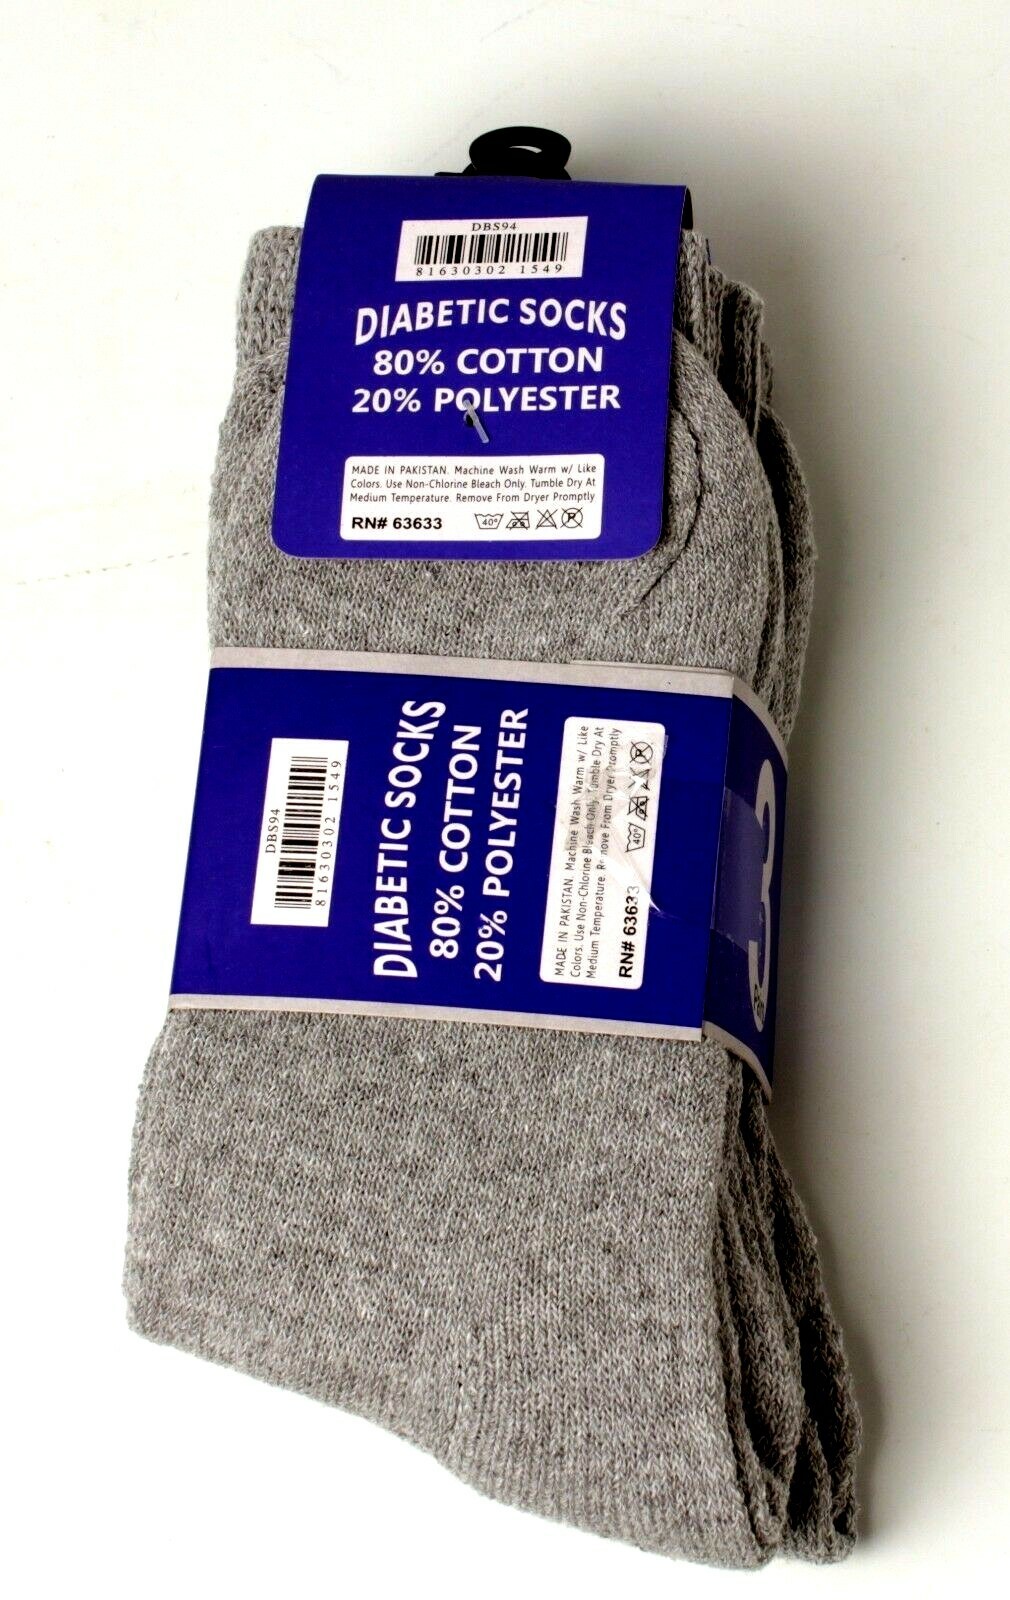 DBS94
81630302 1549
DIABETIC SOCKS
80% COTTON
20% POLYESTER
MADE IN PAKISTAN. Machine Wash Warm w/ Like
Colors. Use Non-Chlorine Bleach Only. Tumble Dry At
Medium Temperature. Remove From Dryer Promptly
RN# 63633
40°
P
DBS94
81630302 1549
DIABETIC SOCKS
80% COTTON
20% POLYESTER
MADE IN PAKISTAN. Machine Wash Warm w/ Like
Colors. Use Non-Chlorine Bleach Only. Tumble Dry At
Medium Temperature. Remove From Dryer Promptly
RN# 63633
40°
P
3